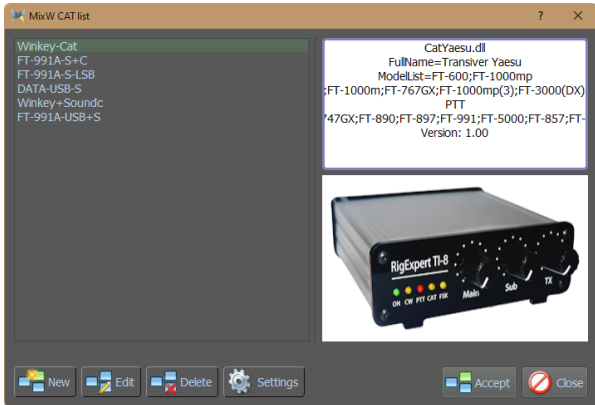 MixW CAT list
?
Winkey-Cat
FT-991A-S+C
FT-991A-S-LSB
DATA-USB-S
Winkey+Soundc
FT-991A-USB+S
CatYaesu.dll
FullName=Transiver Yaesu
ModelList=FT-600;FT-1000mp
;FT-1000m;FT-767GX;FT-1000mp(3);FT-3000(DX)
PTT
747GX;FT-890;FT-897;FT-991;FT-5000;FT-857;FT-
Version: 1.00
RigExpert TI-8
ON CW PTT CAT FSK
Main Sub TX
New Edit Delete Settings Accept Close